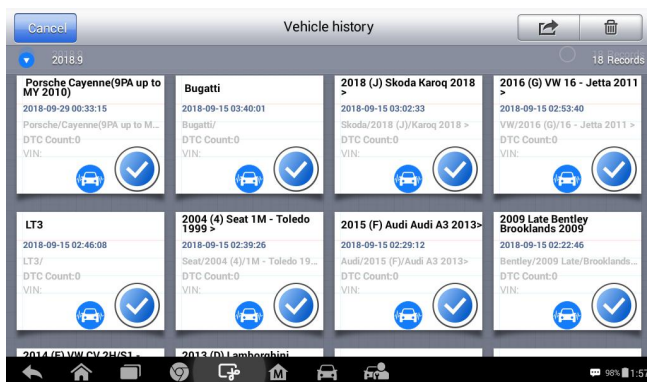 Cancel
Vehicle history
2018.9
18 Records
Porsche Cayenne(9PA up to MY 2010)
2018-09-29 00:33:15
Porsche/Cayenne(9PA up to M...
DTC Count:0
VIN:
Bugatti
2018-09-15 03:40:01
Bugatti/
DTC Count:0
VIN:
2018 (J) Skoda Karoq 2018 >
2018-09-15 03:02:33
Skoda/2018 (J)/Karoq 2018 >
DTC Count:0
VIN:
2016 (G) VW 16 - Jetta 2011 >
2018-09-15 02:53:40
VW/2016 (G)/16 - Jetta 2011 >
DTC Count:0
VIN:
LT3
2018-09-15 02:46:08
LT3/
DTC Count:0
VIN:
2004 (4) Seat 1M - Toledo 1999 >
2018-09-15 02:39:26
Seat/2004 (4)/1M - Toledo 19...
DTC Count:0
VIN:
2015 (F) Audi Audi A3 2013>
2018-09-15 02:29:12
Audi/2015 (F)/Audi A3 2013>
DTC Count:0
VIN:
2009 Late Bentley Brooklands 2009
2018-09-15 02:22:46
Bentley/2009 Late/Brooklands...
DTC Count:0
VIN:
2014 (E) VW CV 2H/S1 -
2013 (D) Lamborghini
98%
1:57